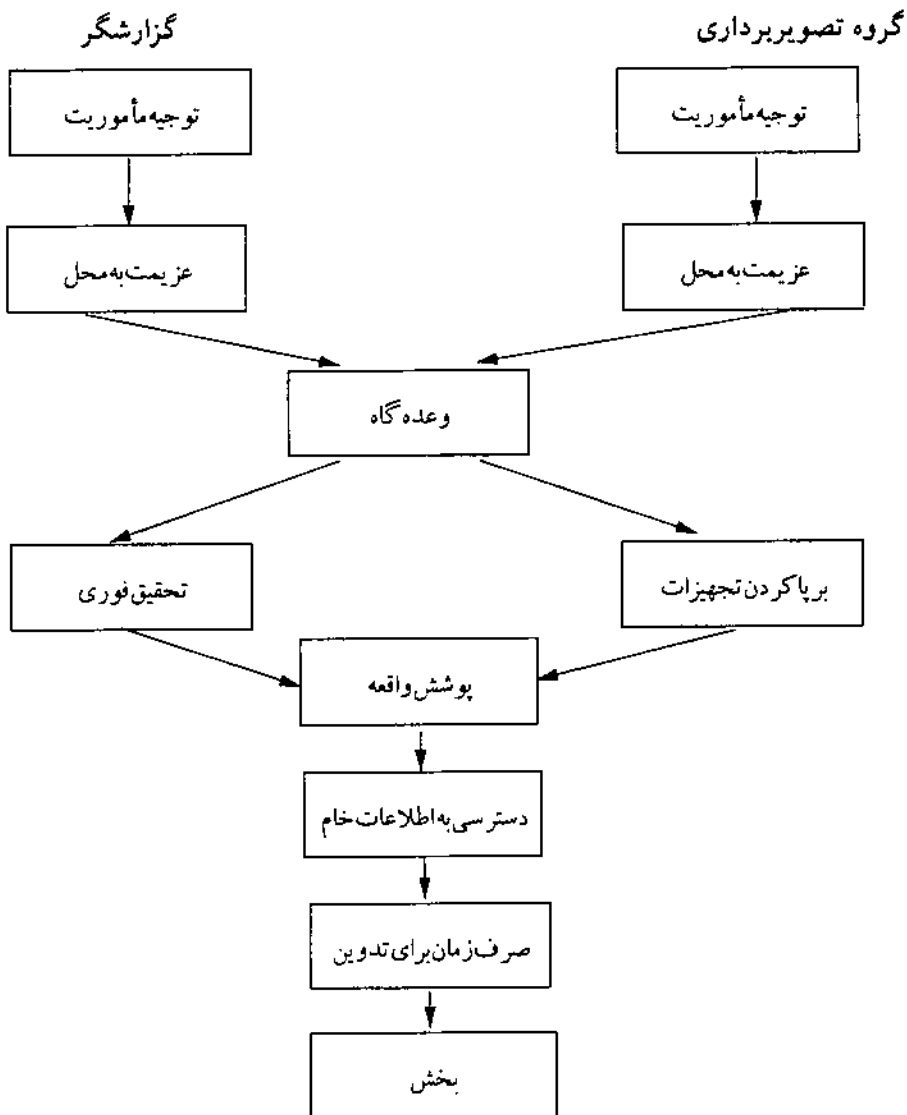 گروه تصویربرداری
گزارشگر
توجیه مأموریت
توجیه مأموریت
عزیمت به محل
عزیمت به محل
وعده گاه
برپا کردن تجهیزات
تحقیق فوری
پوشش واقعه
دسترسی به اطلاعات خام
صرف زمان برای تدوین
پخش